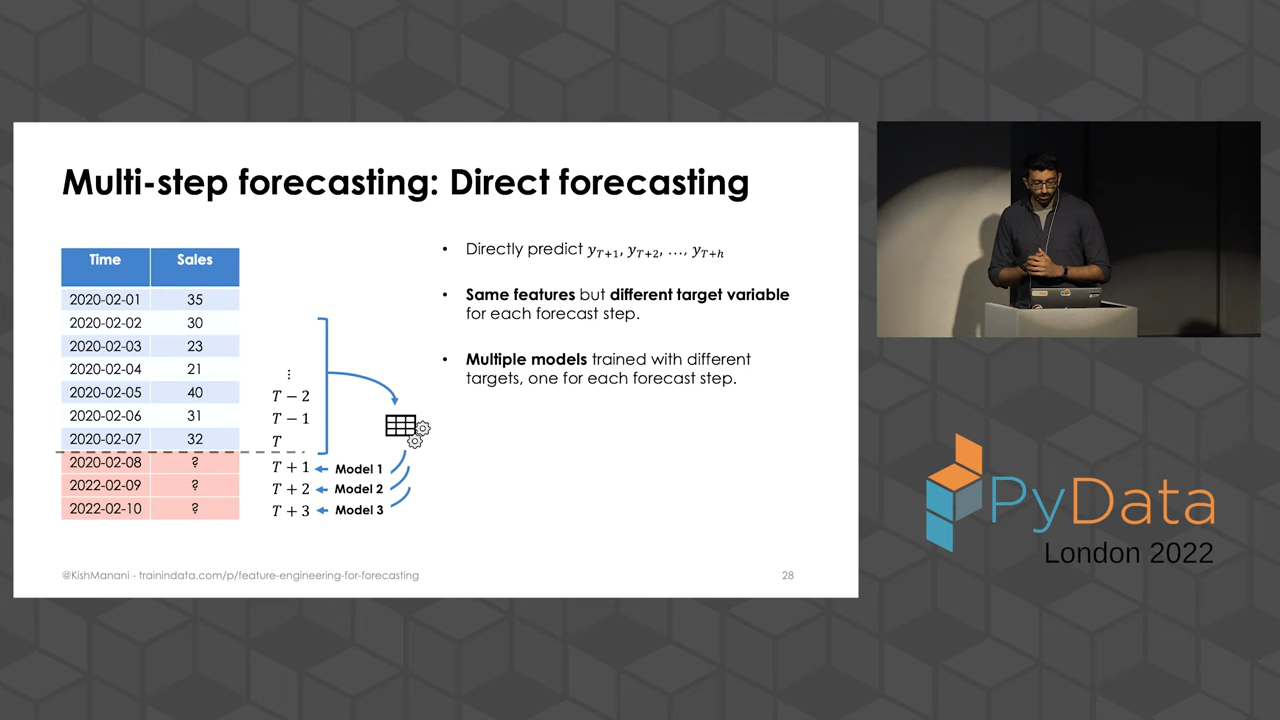 Multi-step forecasting: Direct forecasting
Time Sales
2020-02-01 35
2020-02-02 30
2020-02-03 23
2020-02-04 21
2020-02-05 40
2020-02-06 31
2020-02-07 32
2020-02-08 ?
2022-02-09 ?
2022-02-10 ?
⋮
T − 2
T − 1
T
T + 1 Model 1
T + 2 Model 2
T + 3 Model 3
• Directly predict y_{T+1}, y_{T+2}, …, y_{T+h}
• Same features but different target variable
for each forecast step.
• Multiple models trained with different
targets, one for each forecast step.
@KishManani - trainindata.com/p/feature-engineering-for-forecasting
28
PyData
London 2022